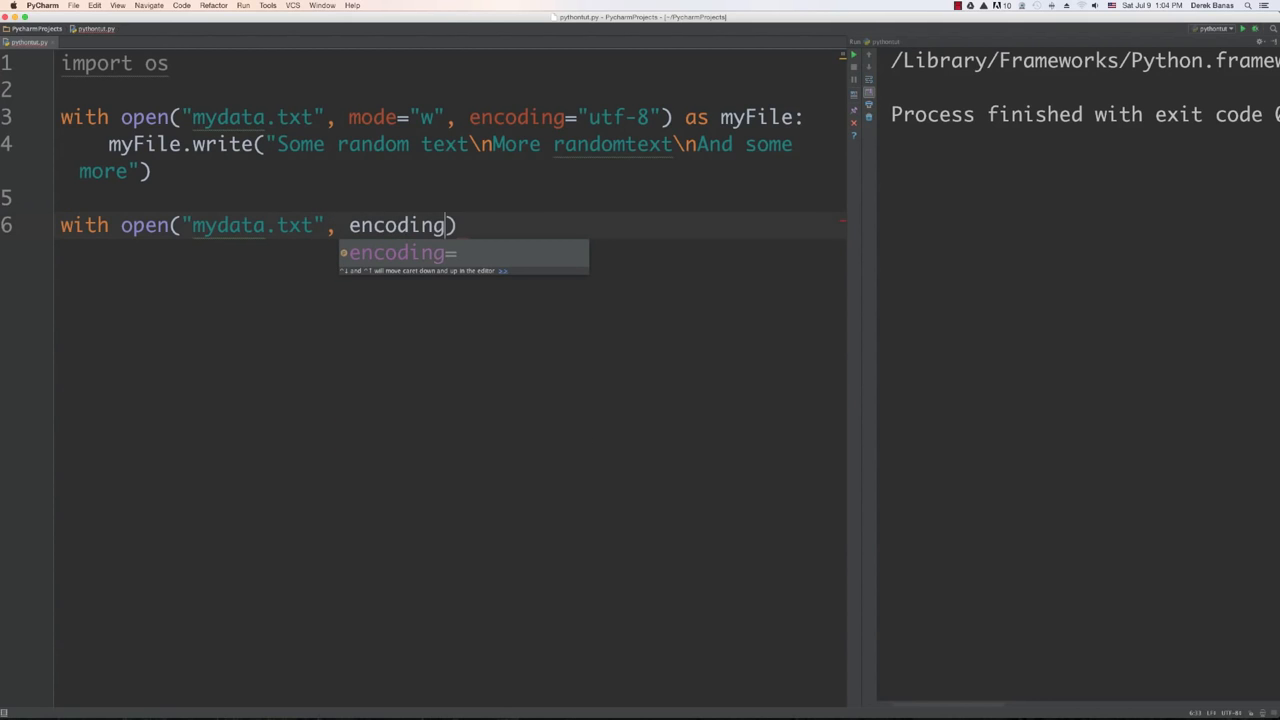 PyCharm File Edit View Navigate Code Refactor Run Tools VCS Window Help
10 Sat Jul 9 1:04 PM Derek Banas
pythontut.py - PycharmProjects - [~/PycharmProjects]
PycharmProjects pythontut.py pythontut
pythontut.py
Run pythontut
1 import os
2
3 with open("mydata.txt", mode="w", encoding="utf-8") as myFile:
4 myFile.write("Some random text\nMore randomtext\nAnd some
more")
5
6 with open("mydata.txt", encoding)
encoding=
^↓ and ^↑ will move caret down and up in the editor >>
/Library/Frameworks/Python.framew
Process finished with exit code
6:33 LF≑ UTF-8≑